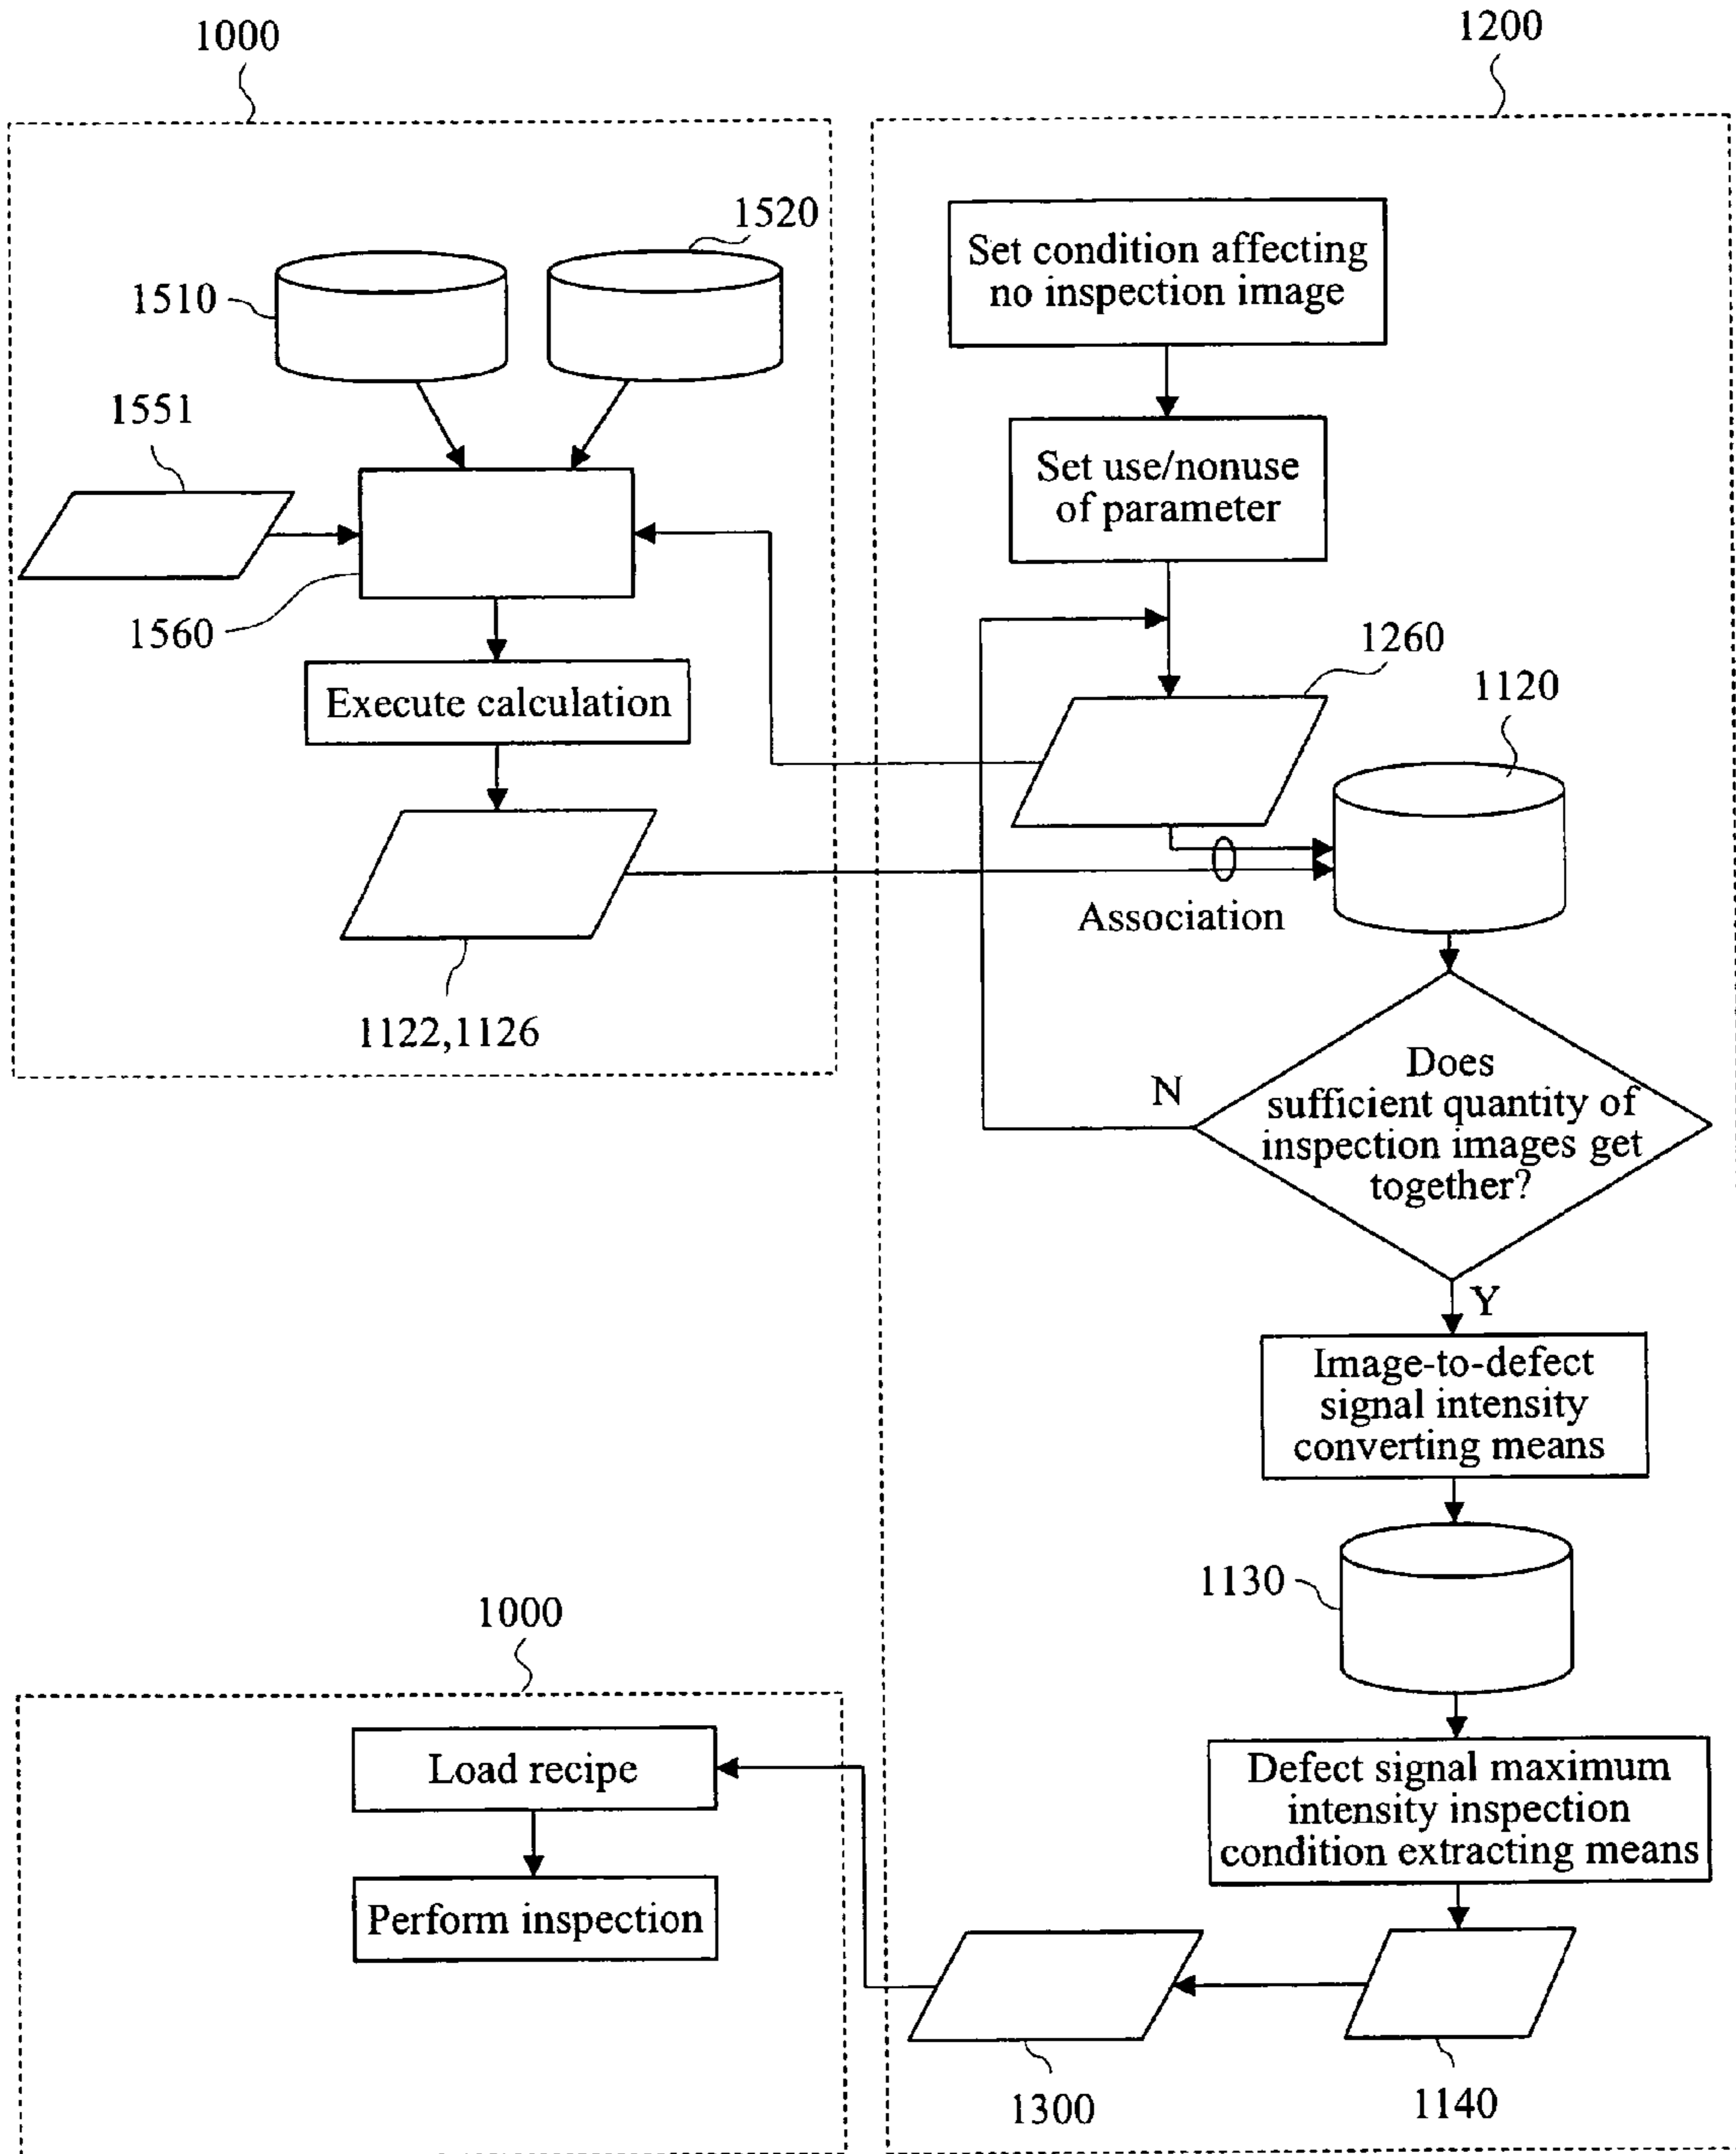 1000
1200
1520
1510
1551
1560
Execute calculation
1122,1126
Set condition affecting
no inspection image
Set use/nonuse
of parameter
1260
1120
Association
Does
sufficient quantity of
inspection images get
together?
N
Y
Image-to-defect
signal intensity
converting means
1130
Defect signal maximum
intensity inspection
condition extracting means
1140
1300
1000
Load recipe
Perform inspection